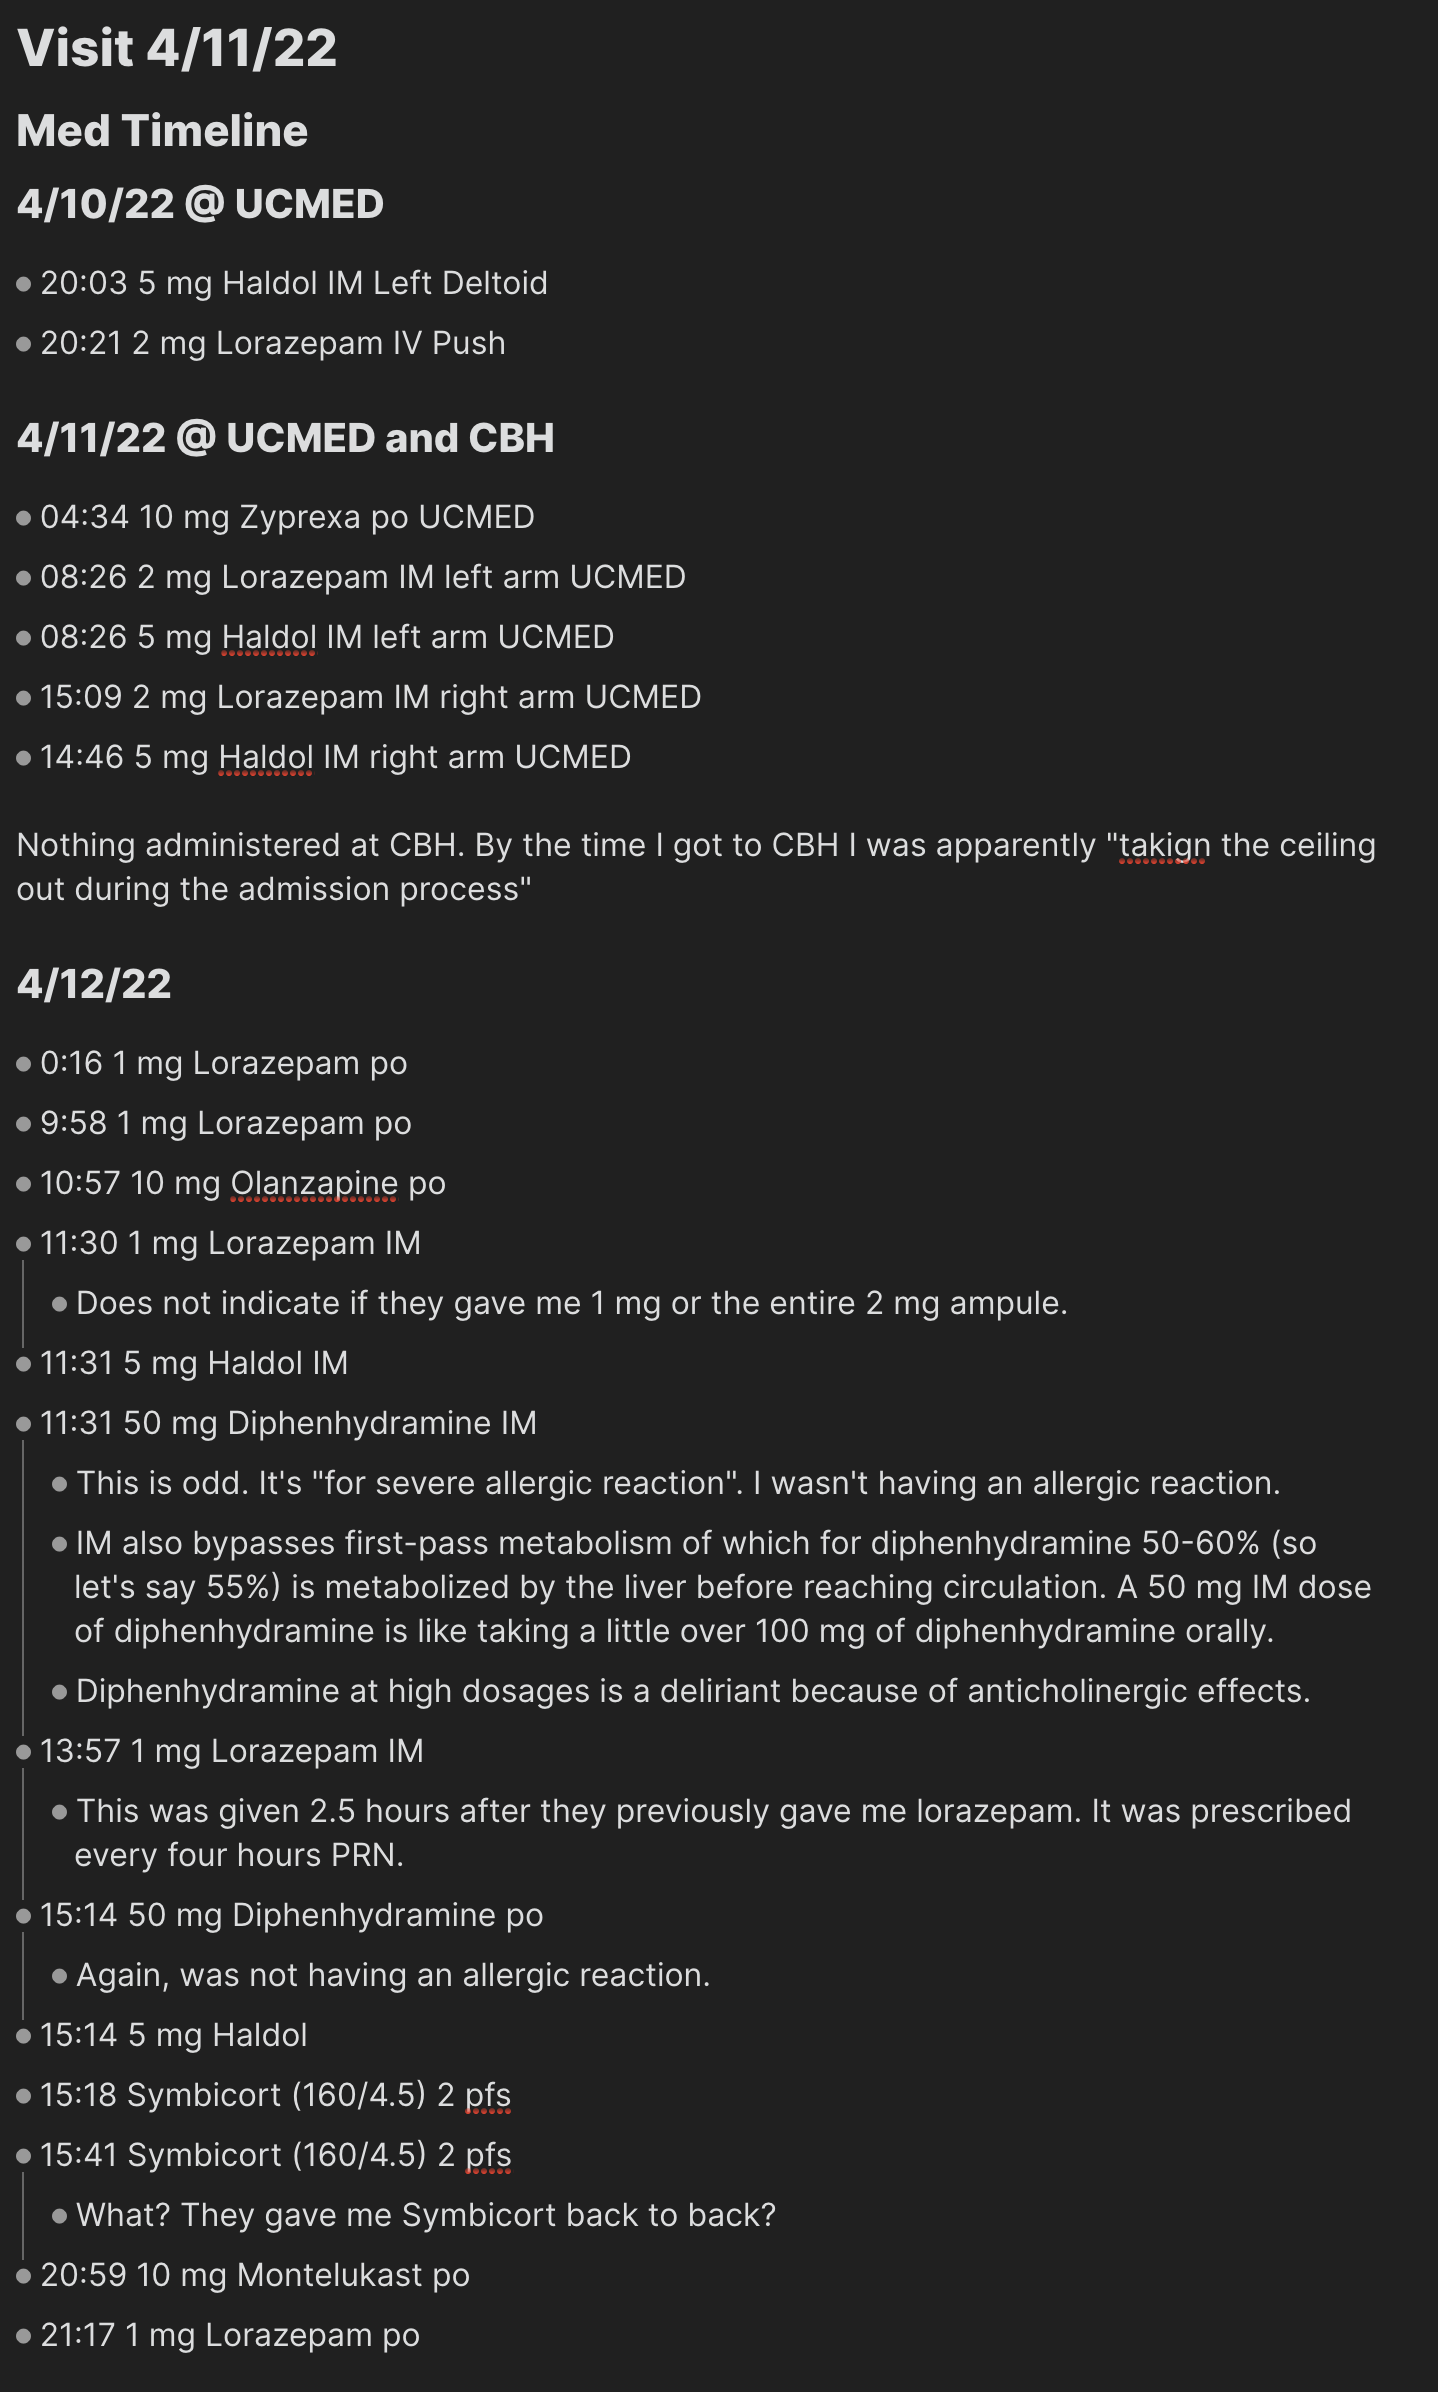 Visit 4/11/22
Med Timeline
4/10/22 @ UCMED
20:03 5 mg Haldol IM Left Deltoid
20:21 2 mg Lorazepam IV Push
4/11/22 @ UCMED and CBH
04:34 10 mg Zyprexa po UCMED
08:26 2 mg Lorazepam IM left arm UCMED
08:26 5 mg Haldol IM left arm UCMED
15:09 2 mg Lorazepam IM right arm UCMED
14:46 5 mg Haldol IM right arm UCMED
Nothing administered at CBH. By the time I got to CBH I was apparently "takign the ceiling
out during the admission process"
4/12/22
0:16 1 mg Lorazepam po
9:58 1 mg Lorazepam po
10:57 10 mg Olanzapine po
11:30 1 mg Lorazepam IM
Does not indicate if they gave me 1 mg or the entire 2 mg ampule.
11:31 5 mg Haldol IM
11:31 50 mg Diphenhydramine IM
This is odd. It's "for severe allergic reaction". I wasn't having an allergic reaction.
IM also bypasses first-pass metabolism of which for diphenhydramine 50-60% (so
let's say 55%) is metabolized by the liver before reaching circulation. A 50 mg IM dose
of diphenhydramine is like taking a little over 100 mg of diphenhydramine orally.
Diphenhydramine at high dosages is a deliriant because of anticholinergic effects.
13:57 1 mg Lorazepam IM
This was given 2.5 hours after they previously gave me lorazepam. It was prescribed
every four hours PRN.
15:14 50 mg Diphenhydramine po
Again, was not having an allergic reaction.
15:14 5 mg Haldol
15:18 Symbicort (160/4.5) 2 pfs
15:41 Symbicort (160/4.5) 2 pfs
What? They gave me Symbicort back to back?
20:59 10 mg Montelukast po
21:17 1 mg Lorazepam po